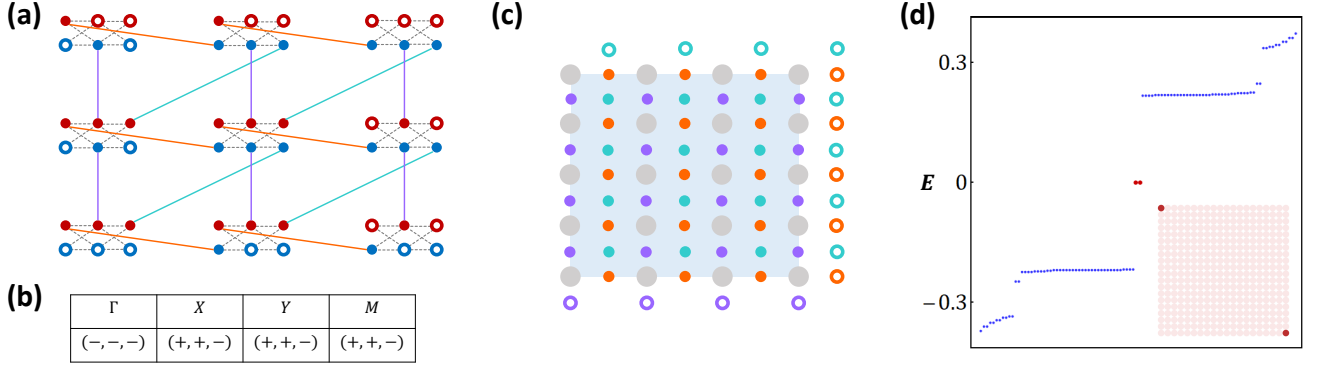 (a)
(b)
Γ X Y M
(−, −, −) (+, +, −) (+, +, −) (+, +, −)
(c)
(d)
0.3
E 0
−0.3